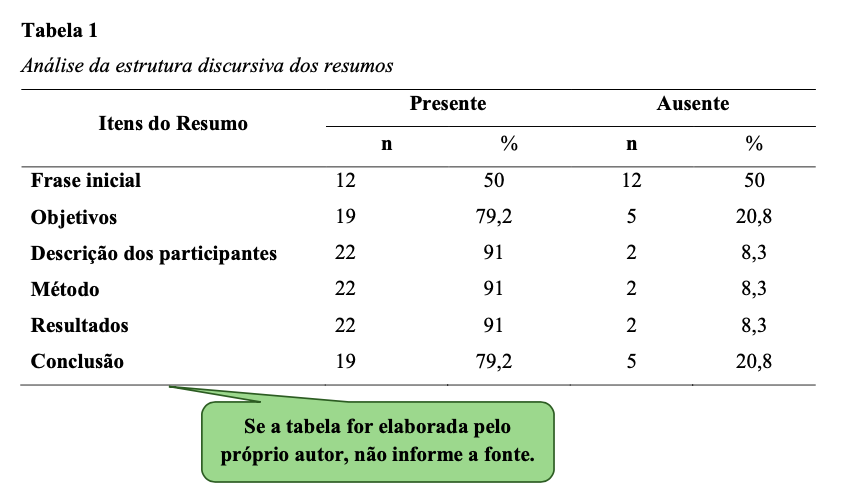 Tabela 1
Análise da estrutura discursiva dos resumos
Itens do Resumo Presente Ausente
n % n %
Frase inicial 12 50 12 50
Objetivos 19 79,2 5 20,8
Descrição dos participantes 22 91 2 8,3
Método 22 91 2 8,3
Resultados 22 91 2 8,3
Conclusão 19 79,2 5 20,8
Se a tabela for elaborada pelo
próprio autor, não informe a fonte.